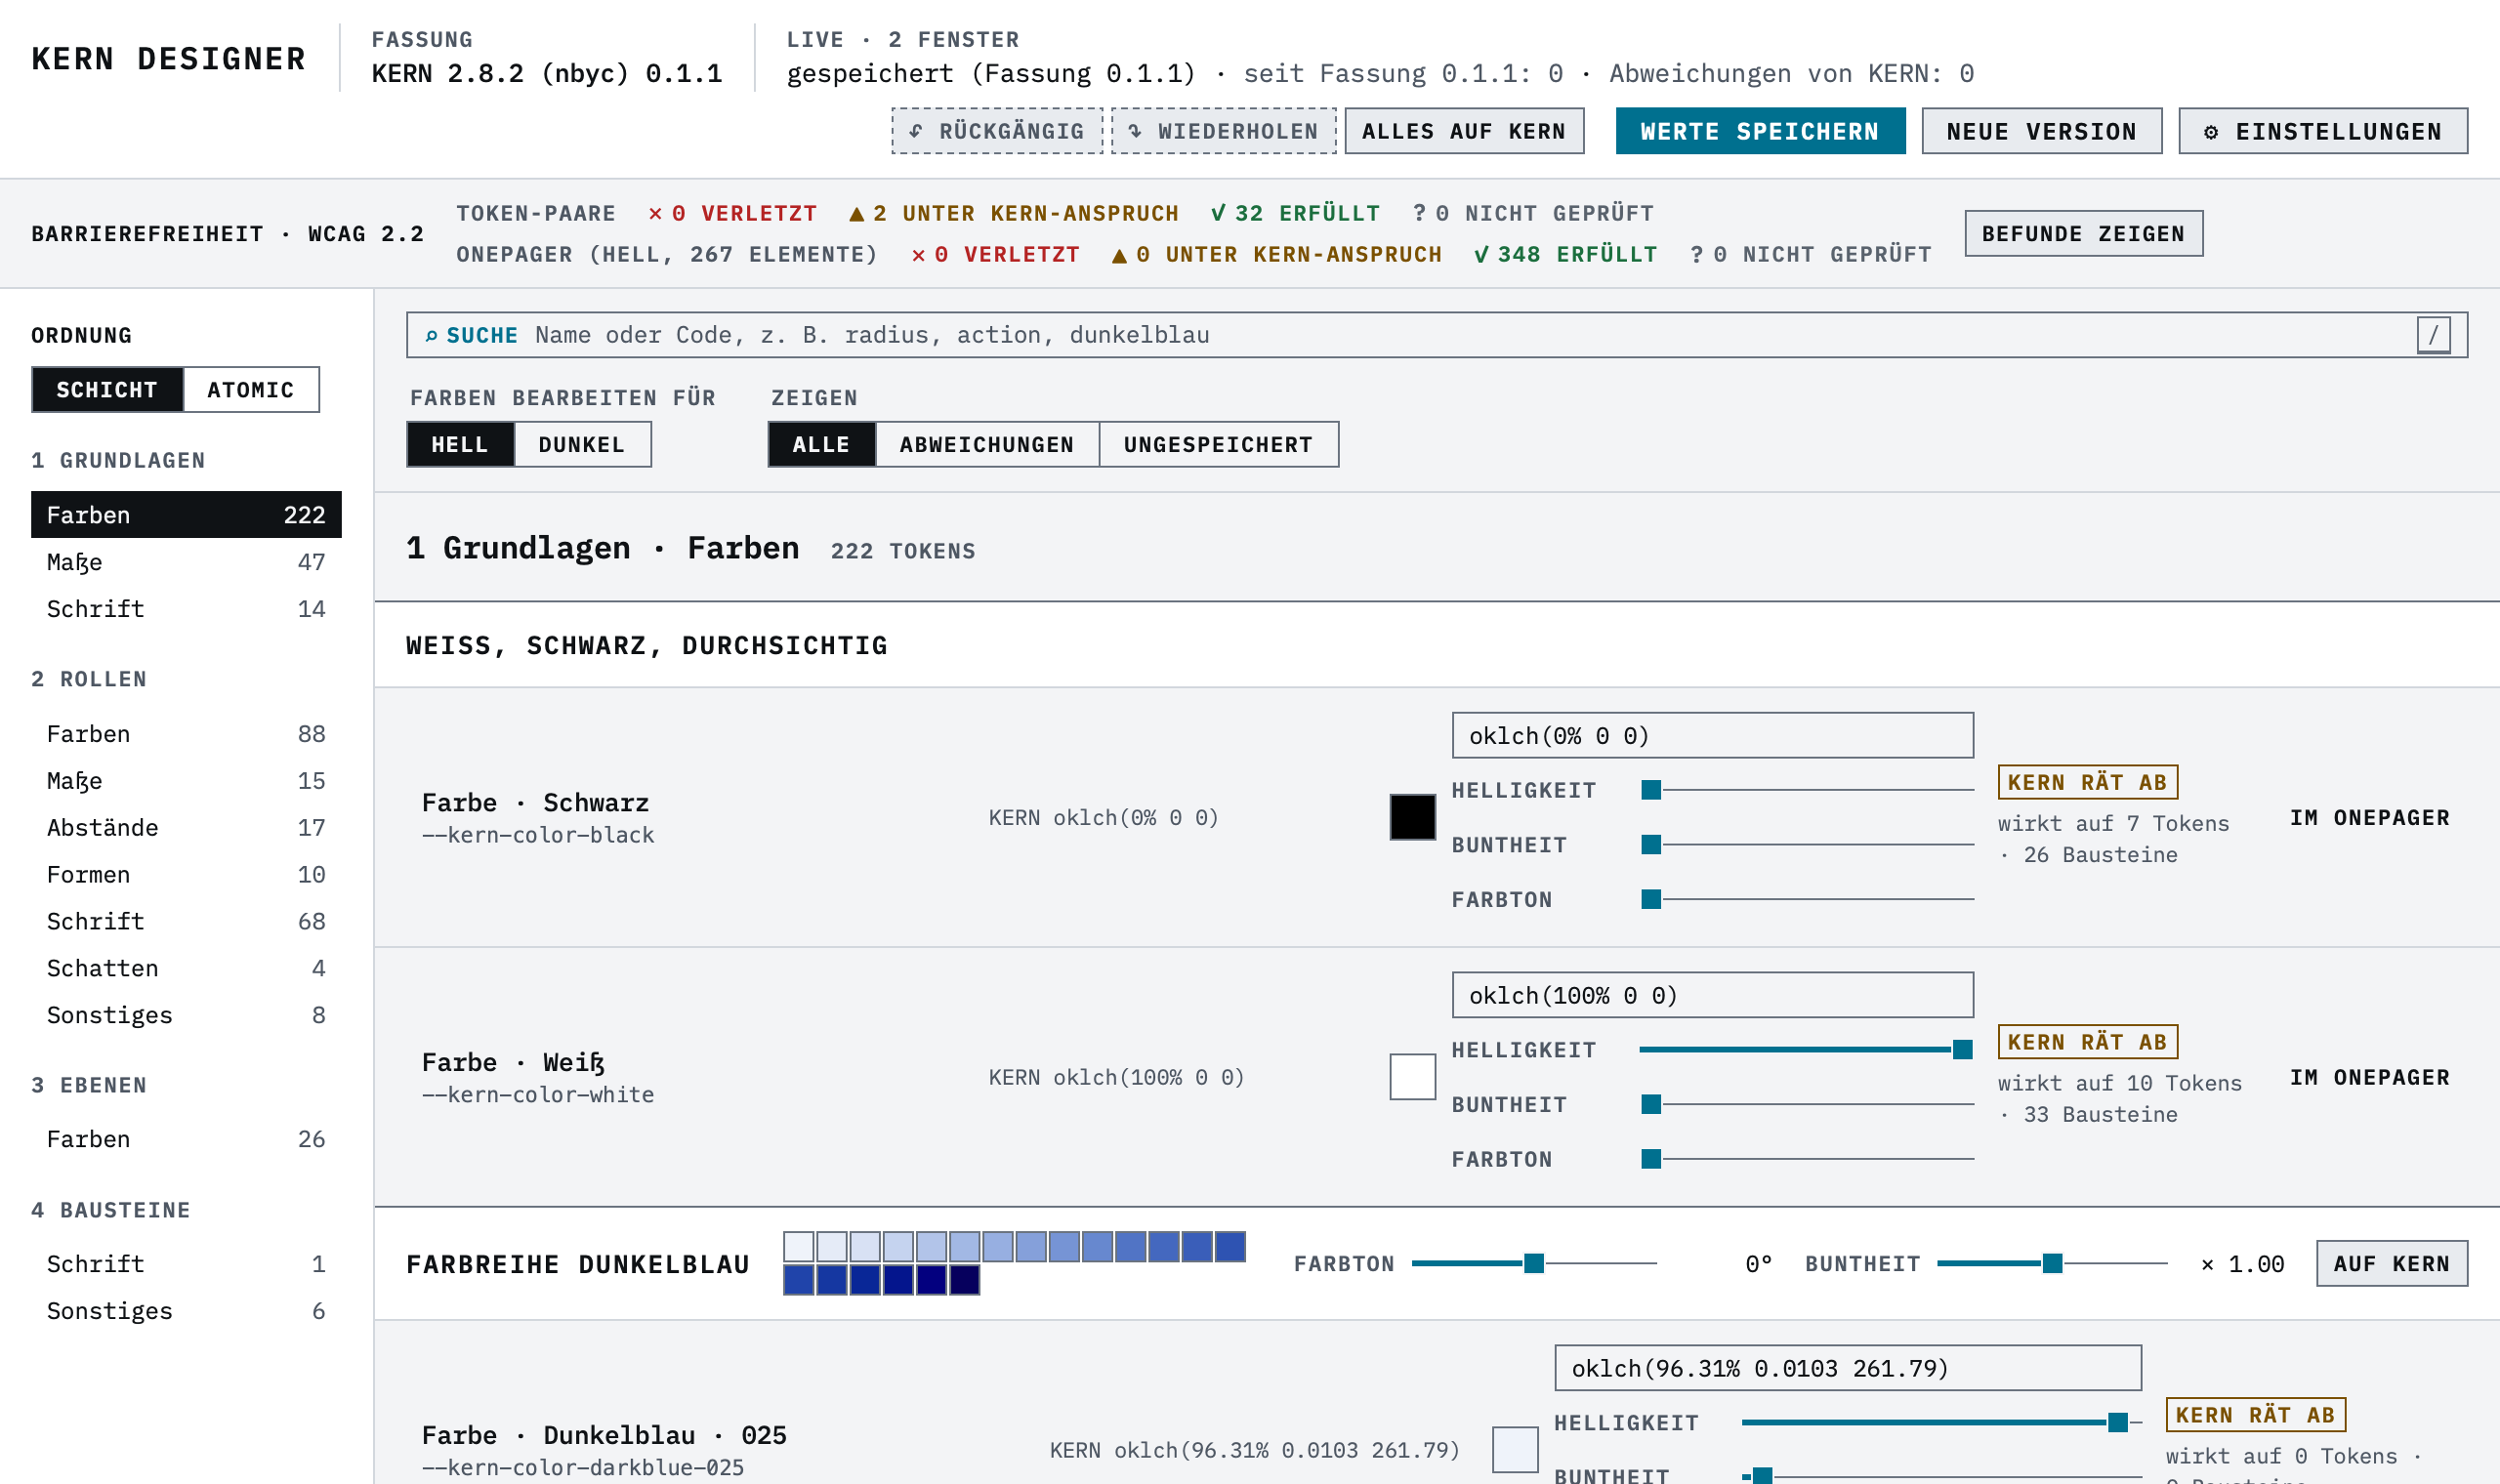 KERN DESIGNER
FASSUNG
KERN 2.8.2 (nbyc) 0.1.1
LIVE · 2 FENSTER
gespeichert (Fassung 0.1.1) · seit Fassung 0.1.1: 0 · Abweichungen von KERN: 0
↶ RÜCKGÄNGIG
↷ WIEDERHOLEN
ALLES AUF KERN
WERTE SPEICHERN
NEUE VERSION
⚙ EINSTELLUNGEN
BARRIEREFREIHEIT · WCAG 2.2
TOKEN-PAARE × 0 VERLETZT ▲ 2 UNTER KERN-ANSPRUCH √ 32 ERFÜLLT ? 0 NICHT GEPRÜFT
ONEPAGER (HELL, 267 ELEMENTE) × 0 VERLETZT ▲ 0 UNTER KERN-ANSPRUCH √ 348 ERFÜLLT ? 0 NICHT GEPRÜFT
BEFUNDE ZEIGEN
ORDNUNG
SCHICHT ATOMIC
1 GRUNDLAGEN
Farben 222
Maße 47
Schrift 14
2 ROLLEN
Farben 88
Maße 15
Abstände 17
Formen 10
Schrift 68
Schatten 4
Sonstiges 8
3 EBENEN
Farben 26
4 BAUSTEINE
Schrift 1
Sonstiges 6
⌕ SUCHE Name oder Code, z. B. radius, action, dunkelblau /
FARBEN BEARBEITEN FÜR
HELL DUNKEL
ZEIGEN
ALLE ABWEICHUNGEN UNGESPEICHERT
1 Grundlagen · Farben 222 TOKENS
WEISS, SCHWARZ, DURCHSICHTIG
Farbe · Schwarz
--kern-color-black
KERN oklch(0% 0 0)
oklch(0% 0 0)
HELLIGKEIT
BUNTHEIT
FARBTON
KERN RÄT AB
wirkt auf 7 Tokens
· 26 Bausteine
IM ONEPAGER
Farbe · Weiß
--kern-color-white
KERN oklch(100% 0 0)
oklch(100% 0 0)
HELLIGKEIT
BUNTHEIT
FARBTON
KERN RÄT AB
wirkt auf 10 Tokens
· 33 Bausteine
IM ONEPAGER
FARBREIHE DUNKELBLAU
FARBTON 0°
BUNTHEIT × 1.00
AUF KERN
Farbe · Dunkelblau · 025
--kern-color-darkblue-025
KERN oklch(96.31% 0.0103 261.79)
oklch(96.31% 0.0103 261.79)
HELLIGKEIT
BUNTHEIT
KERN RÄT AB
wirkt auf 0 Tokens ·